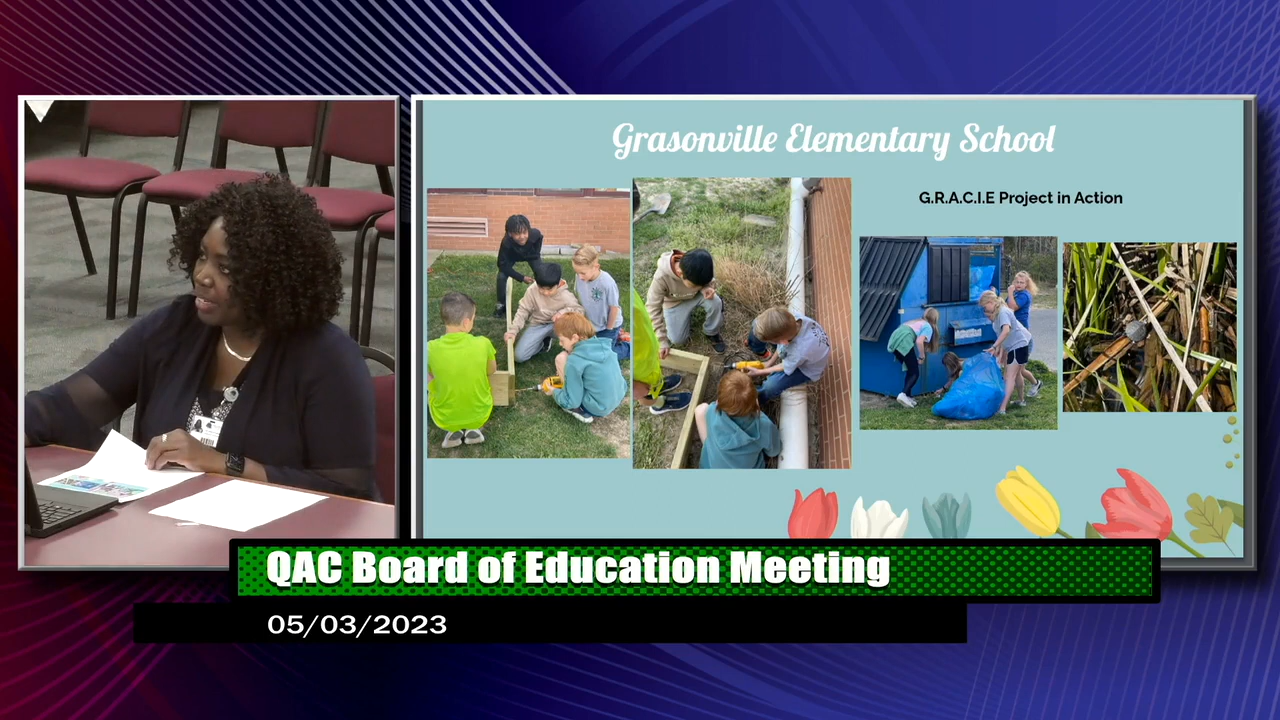 Grasonville Elementary School
G.R.A.C.I.E Project in Action
QAC Board of Education Meeting
05/03/2023